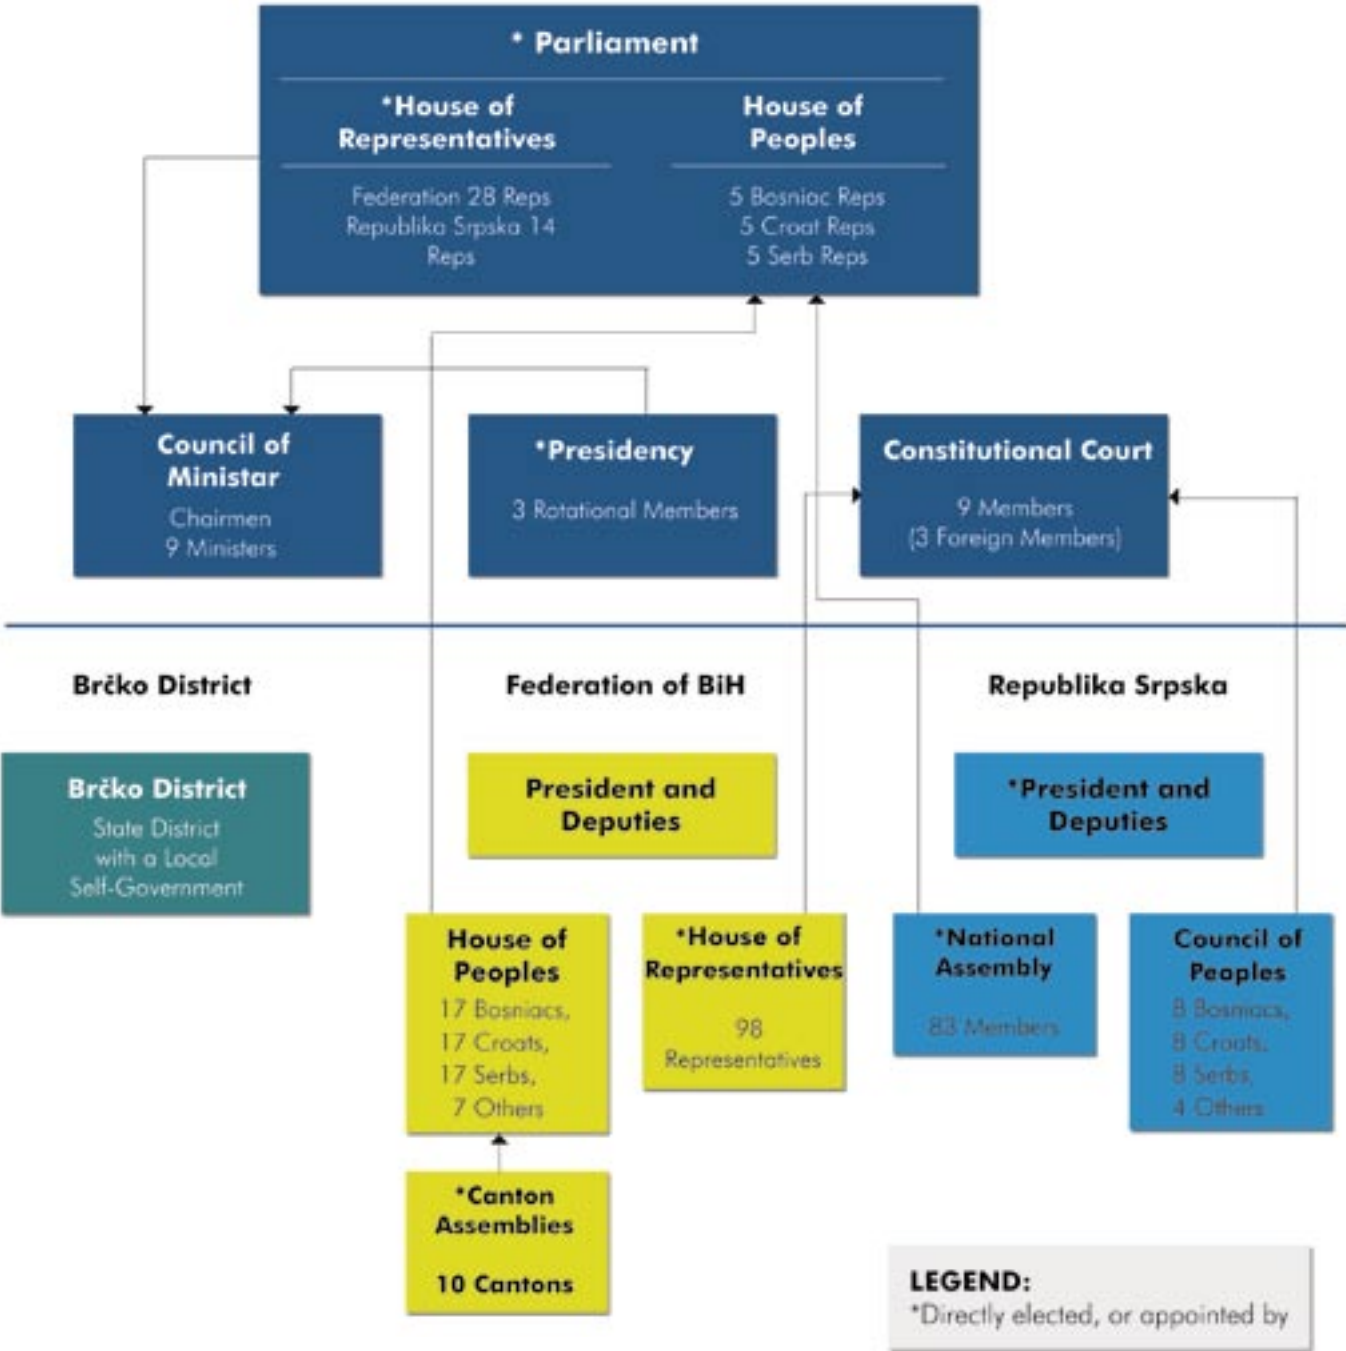 * Parliament
*House of
Representatives
Federation 28 Reps
Republika Srpska 14
Reps
House of
Peoples
5 Bosniac Reps
5 Croat Reps
5 Serb Reps
Council of
Ministar
Chairmen
9 Ministers
*Presidency
3 Rotational Members
Constitutional Court
9 Members
(3 Foreign Members)
Brčko District
Federation of BiH
Republika Srpska
Brčko District
State District
with a Local
Self-Government
President and
Deputies
*President and
Deputies
House of
Peoples
17 Bosniacs,
17 Croats,
17 Serbs,
7 Others
*House of
Representatives
98
Representatives
*National
Assembly
83 Members
Council of
Peoples
8 Bosniacs,
8 Croats,
8 Serbs,
4 Others
*Canton
Assemblies
10 Cantons
LEGEND:
*Directly elected, or appointed by